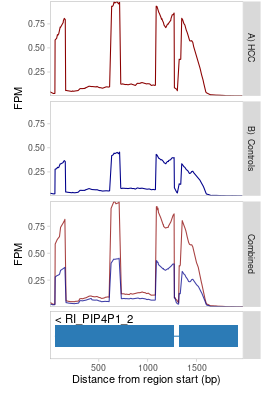 0.75
0.50
0.25
A) HCC
0.75
0.50
0.25
B) Controls
0.75
0.50
0.25
Combined
FPM
FPM
< RI_PIP4P1_2
500
1000
1500
Distance from region start (bp)